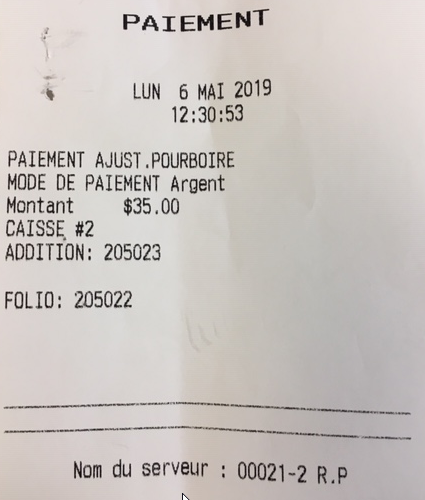 PAIEMENT
LUN 6 MAI 2019
12:30:53
PAIEMENT AJUST.POURBOIRE
MODE DE PAIEMENT Argent
Montant $35.00
CAISSE #2
ADDITION: 205023
FOLIO: 205022
Nom du serveur : 00021-2 R.P